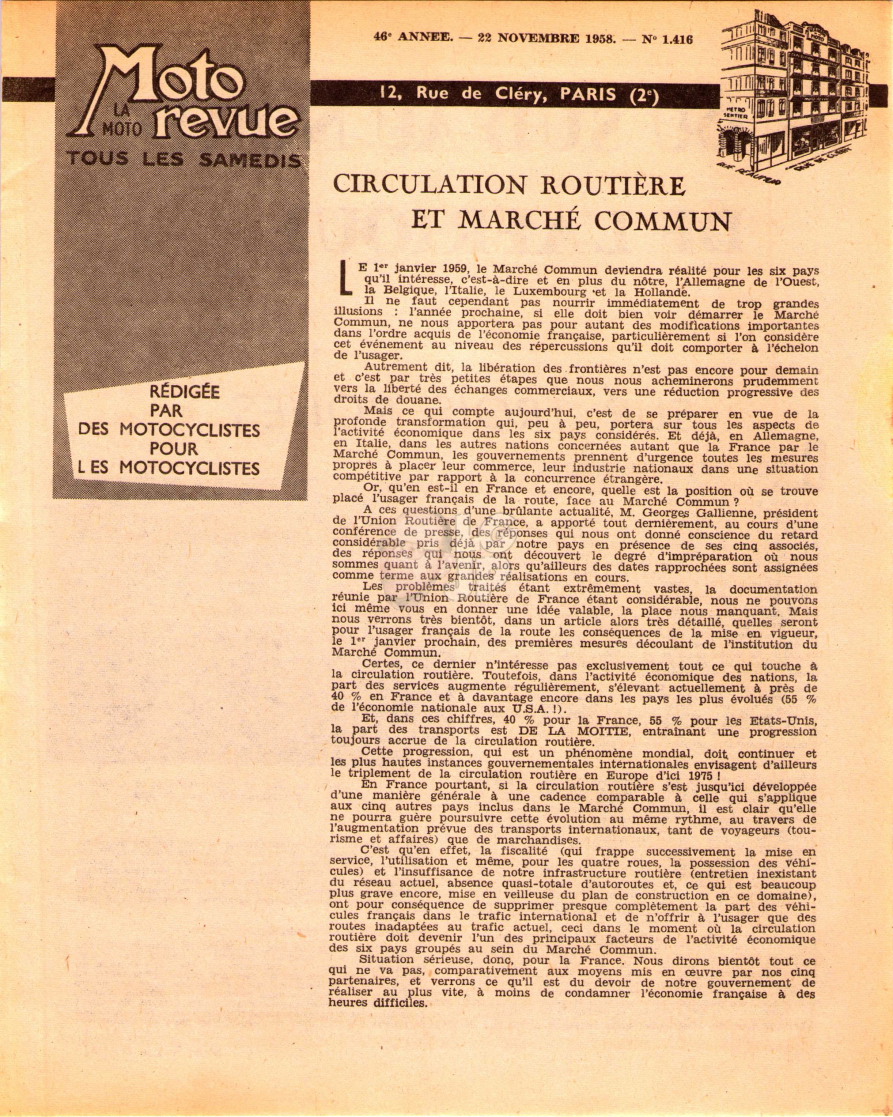 46e ANNEE. — 22 NOVEMBRE 1958. — No 1.416
Moto
LA
MOTO
revue
TOUS LES SAMEDIS
12, Rue de Cléry, PARIS (2e)
METRO
SENTIER
RUE REAUMUR
RUE DE CLERY
CIRCULATION ROUTIÈRE
ET MARCHÉ COMMUN
RÉDIGÉE
PAR
DES MOTOCYCLISTES
POUR
LES MOTOCYCLISTES
LE 1er janvier 1959, le Marché Commun deviendra réalité pour les six pays
qu'il intéresse, c'est-à-dire et en plus du nôtre, l'Allemagne de l'Ouest,
la Belgique, l'Italie, le Luxembourg et la Hollande.
Il ne faut cependant pas nourrir immédiatement de trop grandes
illusions : l'année prochaine, si elle doit bien voir démarrer le Marché
Commun, ne nous apportera pas pour autant des modifications importantes
dans l'ordre acquis de l'économie française, particulièrement si l'on considère
cet événement au niveau des répercussions qu'il doit comporter à l'échelon
de l'usager.
Autrement dit, la libération des frontières n'est pas encore pour demain
et c'est par très petites étapes que nous nous acheminerons prudemment
vers la liberté des échanges commerciaux, vers une réduction progressive des
droits de douane.
Mais ce qui compte aujourd'hui, c'est de se préparer en vue de la
profonde transformation qui, peu à peu, portera sur tous les aspects de
l'activité économique dans les six pays considérés. Et déjà, en Allemagne,
en Italie, dans les autres nations concernées autant que la France par le
Marché Commun, les gouvernements prennent d'urgence toutes les mesures
propres à placer leur commerce, leur industrie nationaux dans une situation
compétitive par rapport à la concurrence étrangère.
Or, qu'en est-il en France et encore, quelle est la position où se trouve
placé l'usager français de la route, face au Marché Commun ?
A ces questions d'une brûlante actualité, M. Georges Gallienne, président
de l'Union Routière de France, a apporté tout dernièrement, au cours d'une
conférence de presse, des réponses qui nous ont donné conscience du retard
considérable pris déjà par notre pays en présence de ses cinq associés,
des réponses qui nous ont découvert le degré d'impréparation où nous
sommes quant à l'avenir, alors qu'ailleurs des dates rapprochées sont assignées
comme terme aux grandes réalisations en cours.
Les problèmes traités étant extrêmement vastes, la documentation
réunie par l'Union Routière de France étant considérable, nous ne pouvons
ici même vous en donner une idée valable, la place nous manquant. Mais
nous verrons très bientôt, dans un article alors très détaillé, quelles seront
pour l'usager français de la route les conséquences de la mise en vigueur,
le 1er janvier prochain, des premières mesures découlant de l'institution du
Marché Commun.
Certes, ce dernier n'intéresse pas exclusivement tout ce qui touche à
la circulation routière. Toutefois, dans l'activité économique des nations, la
part des services augmente régulièrement, s'élevant actuellement à près de
40 % en France et à davantage encore dans les pays les plus évolués (55 %
de l'économie nationale aux U.S.A. !).
Et, dans ces chiffres, 40 % pour la France, 55 % pour les Etats-Unis,
la part des transports est DE LA MOITIE, entraînant une progression
toujours accrue de la circulation routière.
Cette progression, qui est un phénomène mondial, doit continuer et
les plus hautes instances gouvernementales internationales envisagent d'ailleurs
le triplement de la circulation routière en Europe d'ici 1975 !
En France pourtant, si la circulation routière s'est jusqu'ici développée
d'une manière générale à une cadence comparable à celle qui s'applique
aux cinq autres pays inclus dans le Marché Commun, il est clair qu'elle
ne pourra guère poursuivre cette évolution au même rythme, au travers de
l'augmentation prévue des transports internationaux, tant de voyageurs (tou-
risme et affaires) que de marchandises.
C'est qu'en effet, la fiscalité (qui frappe successivement la mise en
service, l'utilisation et même, pour les quatre roues, la possession des véhi-
cules) et l'insuffisance de notre infrastructure routière (entretien inexistant
du réseau actuel, absence quasi-totale d'autoroutes et, ce qui est beaucoup
plus grave encore, mise en veilleuse du plan de construction en ce domaine),
ont pour conséquence de supprimer presque complètement la part des véhi-
cules français dans le trafic international et de n'offrir à l'usager que des
routes inadaptées au trafic actuel, ceci dans le moment où la circulation
routière doit devenir l'un des principaux facteurs de l'activité économique
des six pays groupés au sein du Marché Commun.
Situation sérieuse, donc, pour la France. Nous dirons bientôt tout ce
qui ne va pas, comparativement aux moyens mis en œuvre par nos cinq
partenaires, et verrons ce qu'il est du devoir de notre gouvernement de
réaliser au plus vite, à moins de condamner l'économie française à des
heures difficiles.